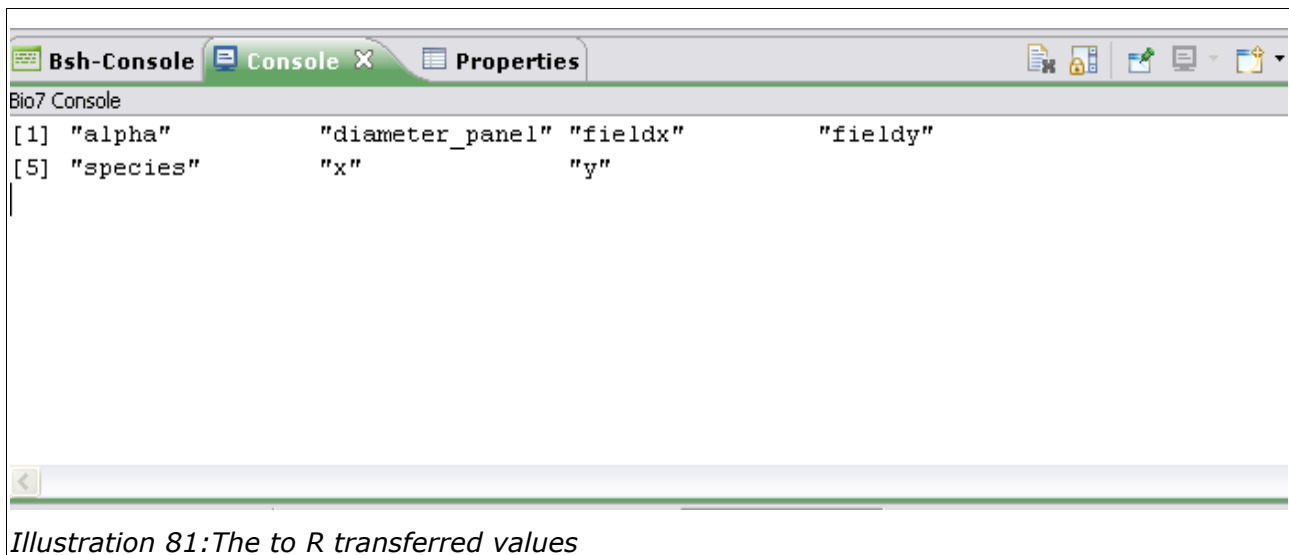 Bsh-Console Console Properties
Bio7 Console
[1] "alpha" "diameter_panel" "fieldx" "fieldy"
[5] "species" "x" "y"
Illustration 81:The to R transferred values